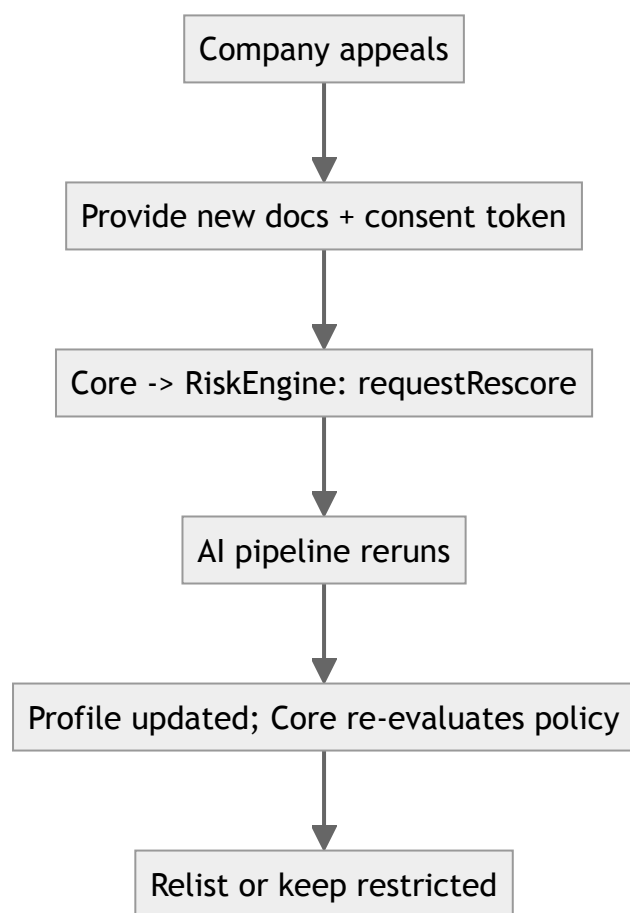 Company appeals
Provide new docs + consent token
Core -> RiskEngine: requestRescore
AI pipeline reruns
Profile updated; Core re-evaluates policy
Relist or keep restricted